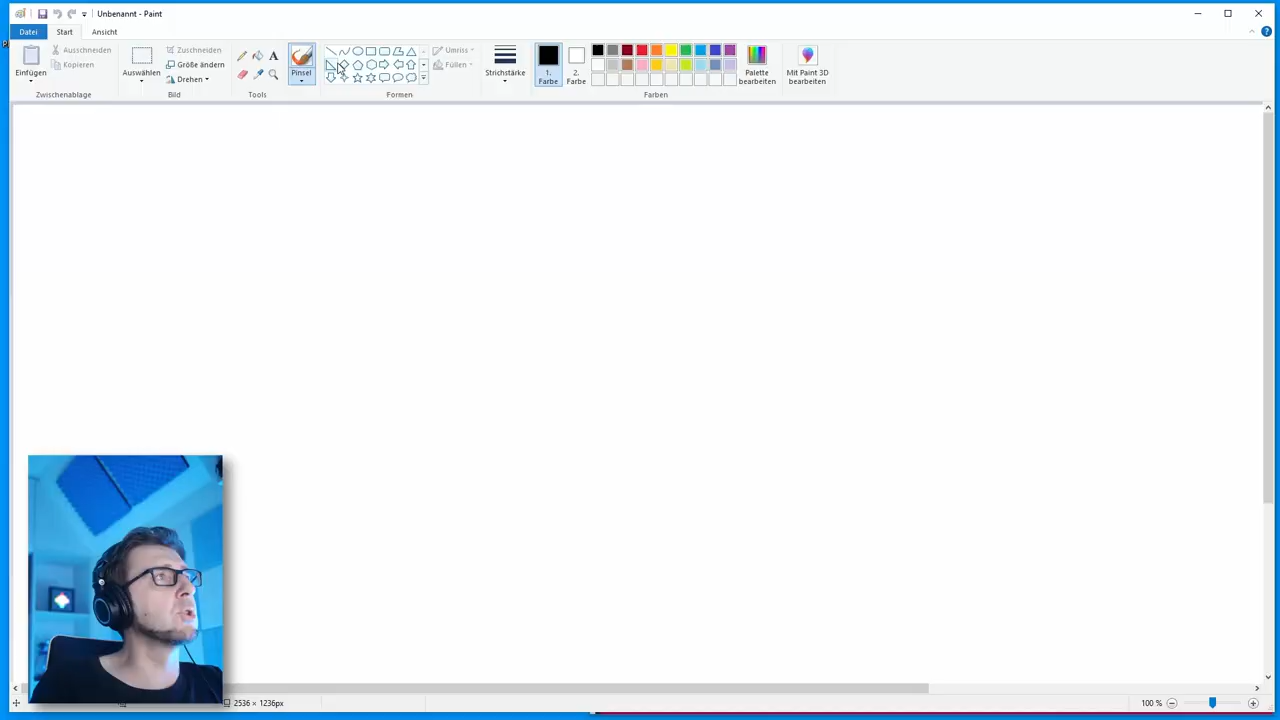 Unbenannt - Paint
Datei
Start
Ansicht
Einfügen
Ausschneiden
Kopieren
Zwischenablage
Auswählen
Zuschneiden
Größe ändern
Drehen
Bild
A
Tools
Pinsel
Umriss
Füllen
Formen
Strichstärke
1.
Farbe
2.
Farbe
Palette
bearbeiten
Farben
Mit Paint 3D
bearbeiten
2536 × 1236px
100 %